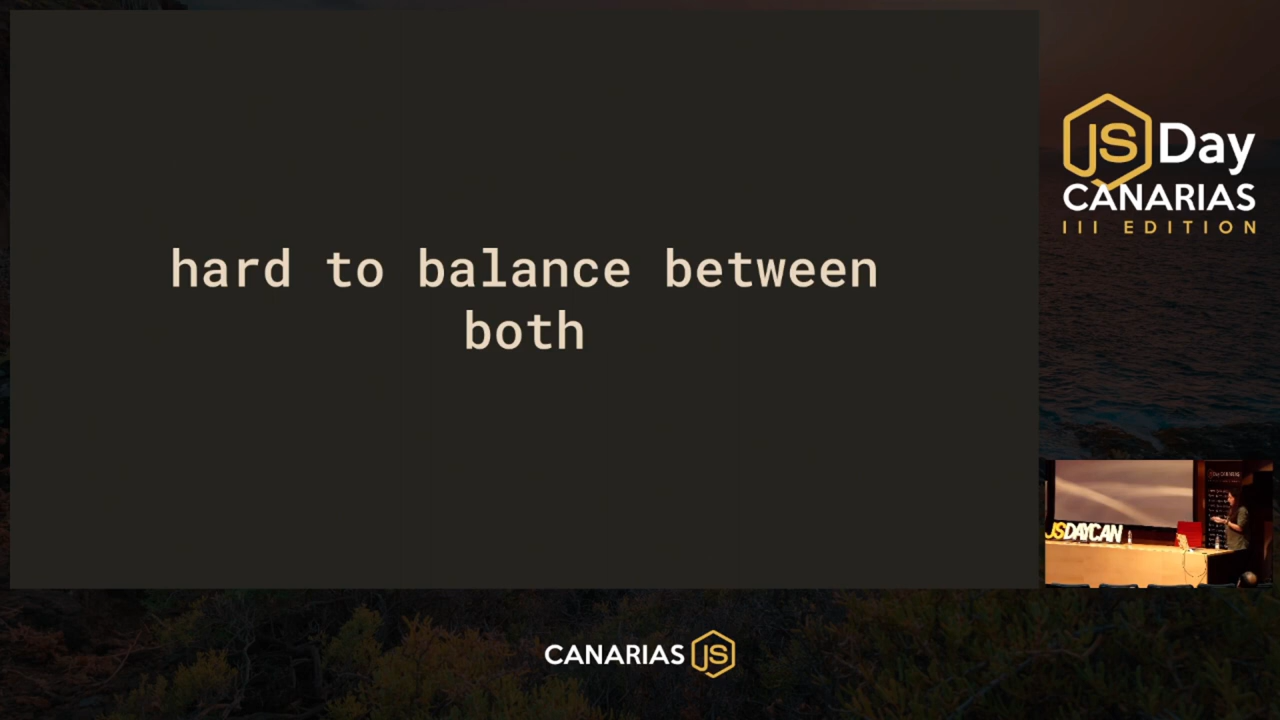 hard to balance between
both
JS Day
CANARIAS
III EDITION
JSDAYCAN
CANARIAS JS